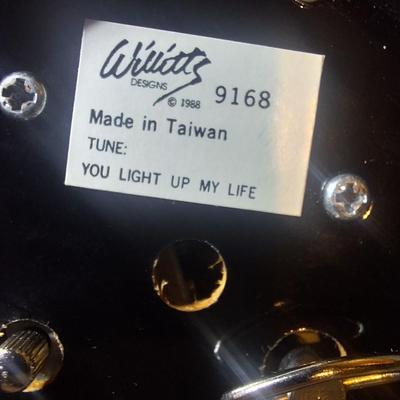 Willitts
DESIGNS
© 1988 9168
Made in Taiwan
TUNE:
YOU LIGHT UP MY LIFE